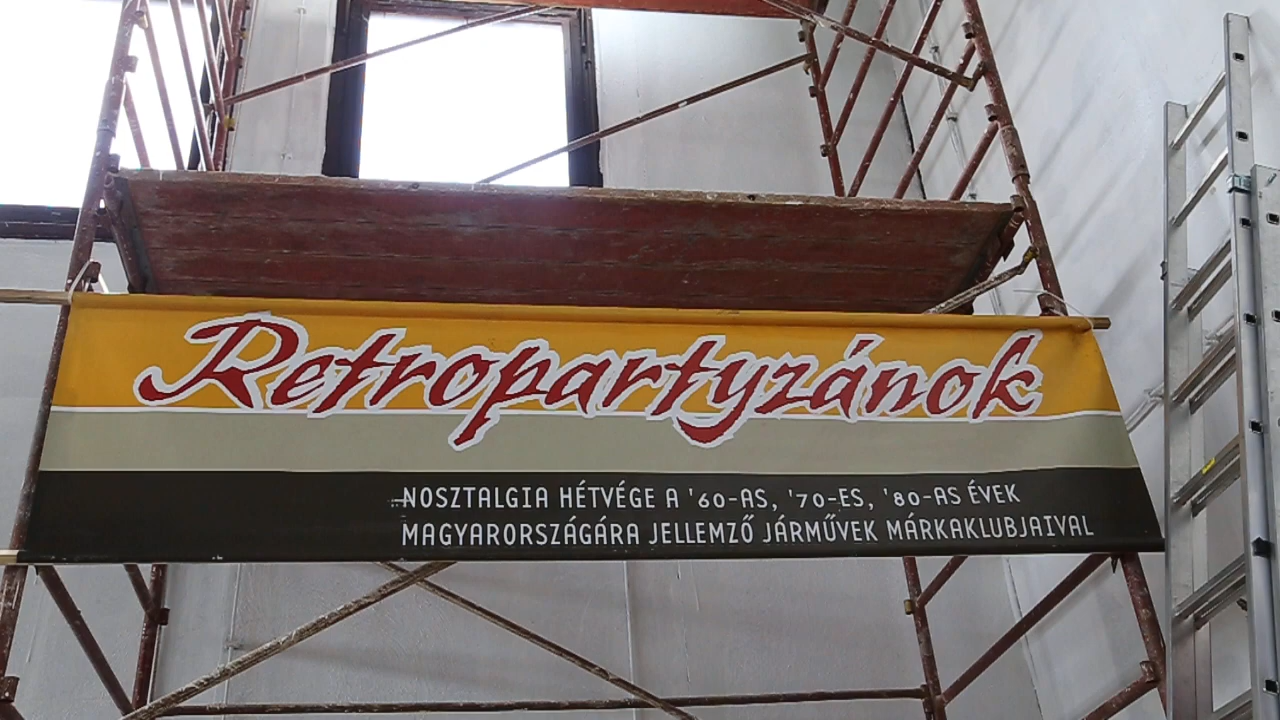 Retropartyzánok
NOSZTALGIA HÉTVÉGE A '60-AS, '70-ES, '80-AS ÉVEK
MAGYARORSZÁGÁRA JELLEMZŐ JÁRMŰVEK MÁRKAKLUBJAIVAL